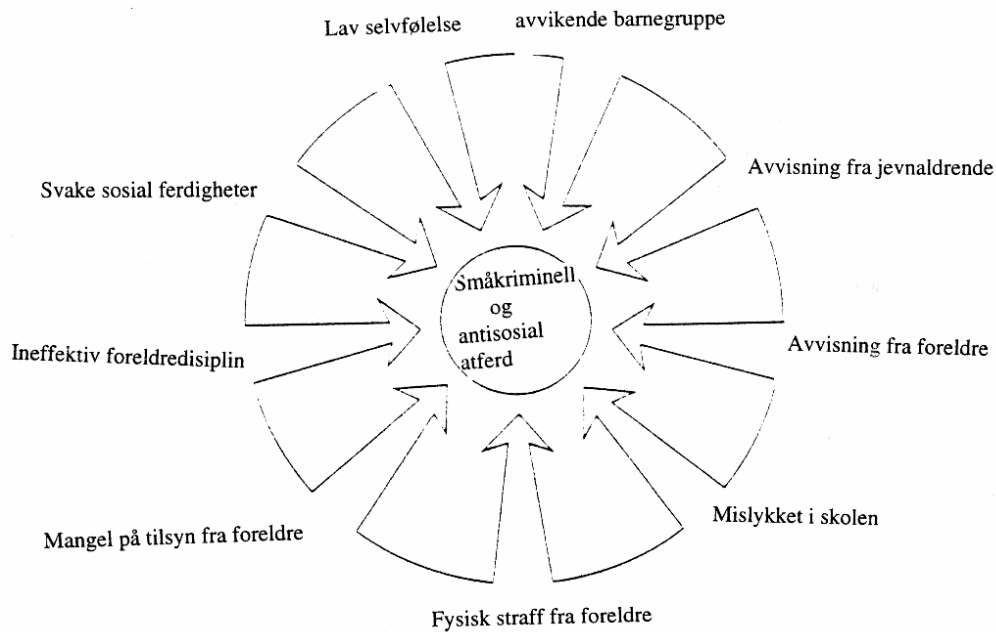 Lav selvfølelse
avvikende barnegruppe
Svake sosial ferdigheter
Avvisning fra jevnaldrende
Småkriminell
og
antisosial
atferd
Ineffektiv foreldredisiplin
Avvisning fra foreldre
Mangel på tilsyn fra foreldre
Mislykket i skolen
Fysisk straff fra foreldre